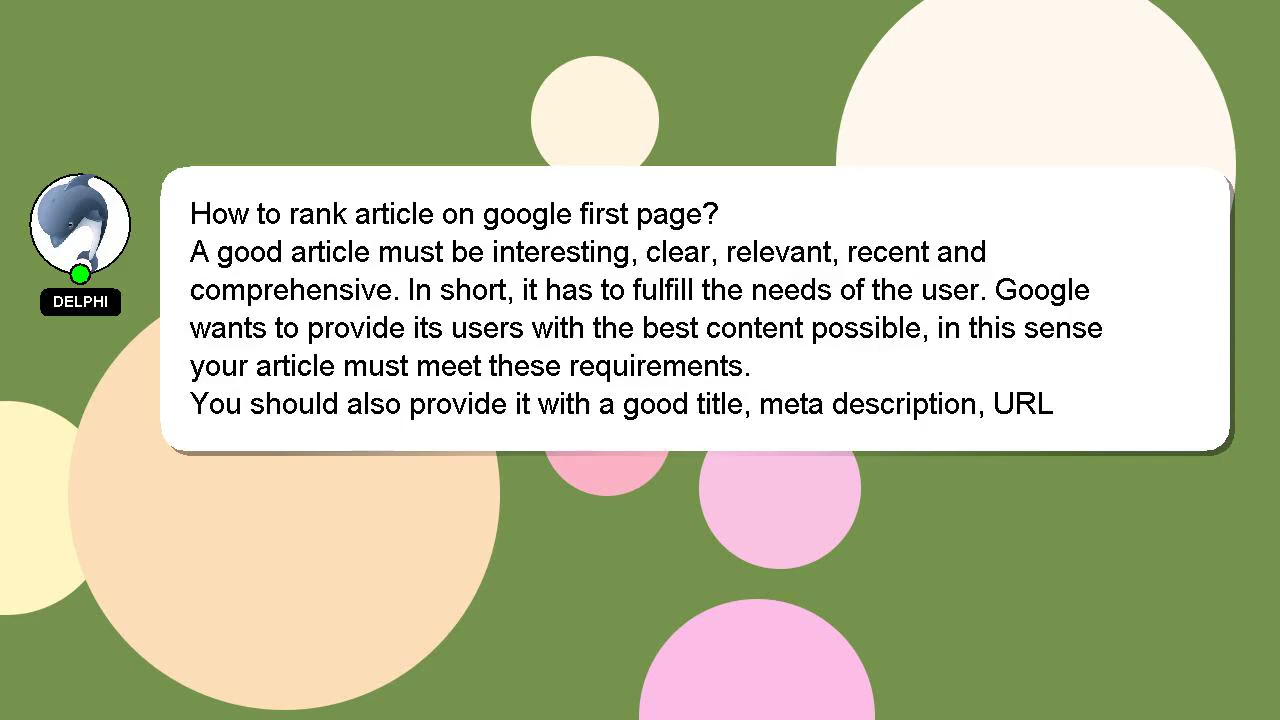 How to rank article on google first page?
A good article must be interesting, clear, relevant, recent and
comprehensive. In short, it has to fulfill the needs of the user. Google
wants to provide its users with the best content possible, in this sense
your article must meet these requirements.
You should also provide it with a good title, meta description, URL
DELPHI